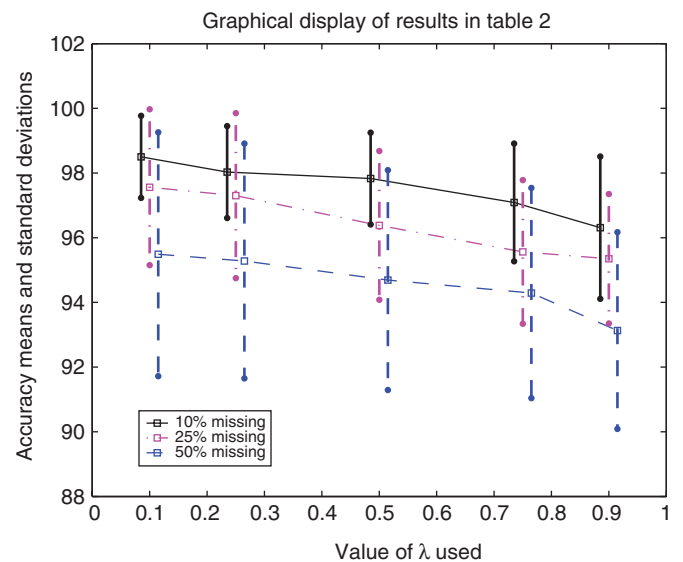 Graphical display of results in table 2
Accuracy means and standard deviations
102
100
98
96
94
92
90
88
10% missing
25% missing
50% missing
0 0.1 0.2 0.3 0.4 0.5 0.6 0.7 0.8 0.9 1
Value of λ used